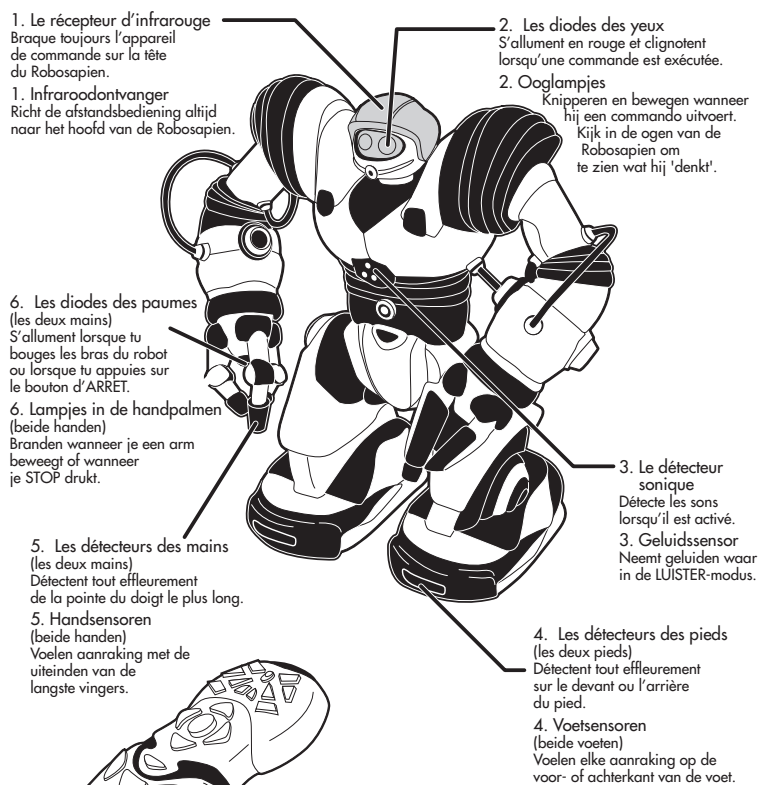 1. Le récepteur d’infrarouge
Braque toujours l’appareil
de commande sur la tête
du Robosapien.
1. Infraroodontvanger
Richt de afstandsbediening altijd
naar het hoofd van de Robosapien.
2. Les diodes des yeux
S’allument en rouge et clignotent
lorsqu’une commande est exécutée.
2. Ooglampjes
Knipperen en bewegen wanneer
hij een commando uitvoert.
Kijk in de ogen van de
Robosapien om
te zien wat hij 'denkt'.
6. Les diodes des paumes
(les deux mains)
S’allument lorsque tu
bouges les bras du robot
ou lorsque tu appuies sur
le bouton d’ARRET.
6. Lampjes in de handpalmen
(beide handen)
Branden wanneer je een arm
beweegt of wanneer
je STOP drukt.
3. Le détecteur
sonique
Détecte les sons
lorsqu’il est activé.
3. Geluidssensor
Neemt geluiden waar
in de LUISTER-modus.
5. Les détecteurs des mains
(les deux mains)
Détectent tout effleurement
de la pointe du doigt le plus long.
5. Handsensoren
(beide handen)
Voelen aanraking met de
uiteinden van de
langste vingers.
4. Les détecteurs des pieds
(les deux pieds)
Détectent tout effleurement
sur le devant ou l’arrière
du pied.
4. Voetsensoren
(beide voeten)
Voelen elke aanraking op de
voor- of achterkant van de voet.